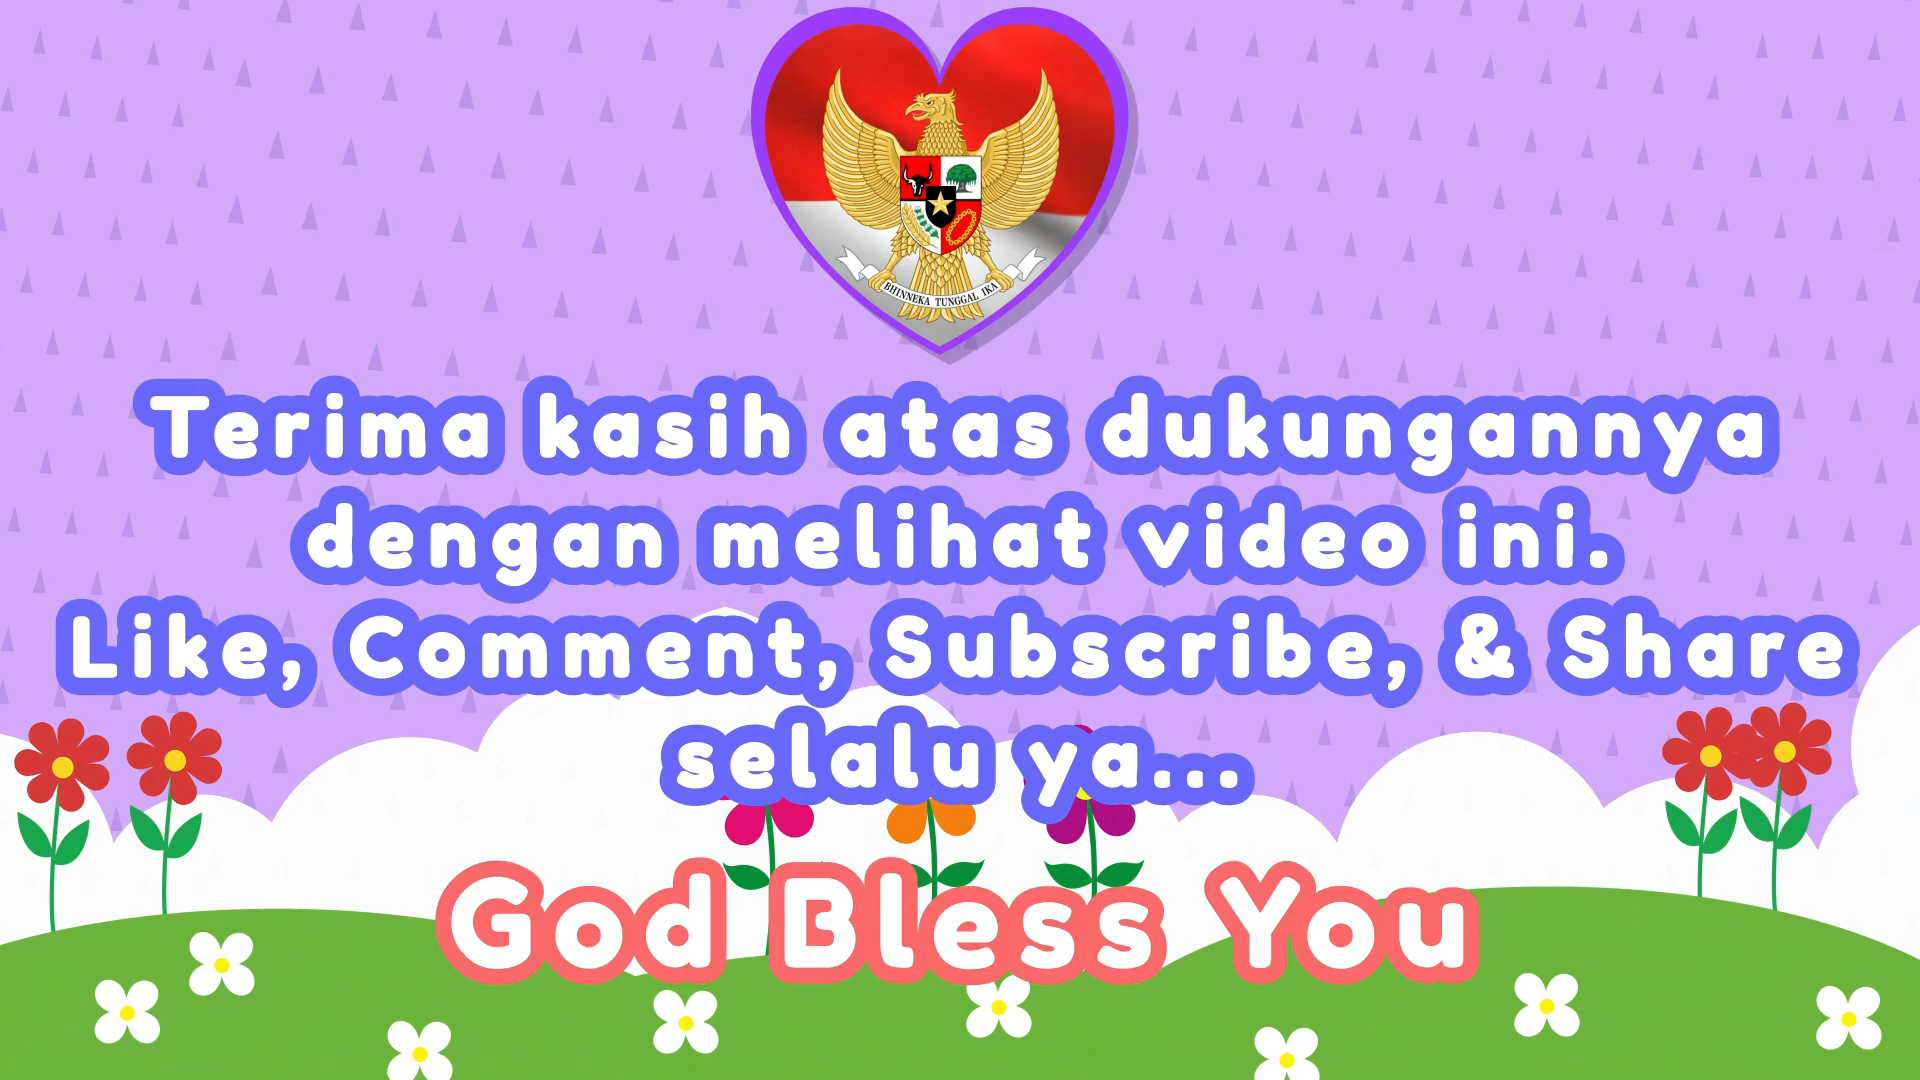 BHINNEKA TUNGGAL IKA
Terima kasih atas dukungannya
dengan melihat video ini.
Like, Comment, Subscribe, & Share
selalu ya...
God Bless You